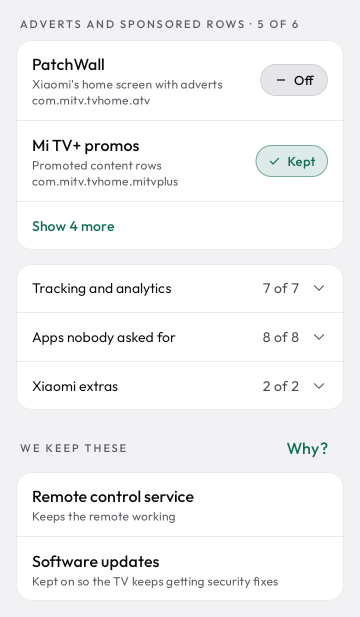 ADVERTS AND SPONSORED ROWS · 5 OF 6
PatchWall
Xiaomi's home screen with adverts
com.mitv.tvhome.atv
Off
Mi TV+ promos
Promoted content rows
com.mitv.tvhome.mitvplus
Kept
Show 4 more
Tracking and analytics 7 of 7
Apps nobody asked for 8 of 8
Xiaomi extras 2 of 2
WE KEEP THESE Why?
Remote control service
Keeps the remote working
Software updates
Kept on so the TV keeps getting security fixes